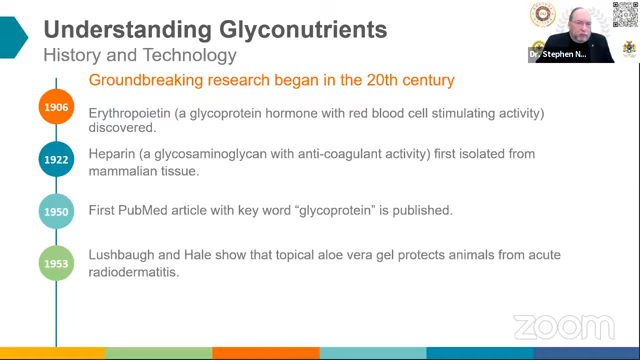 Understanding Glyconutrients
History and Technology
Dr. Stephen N...
Groundbreaking research began in the 20th century
1906
Erythropoietin (a glycoprotein hormone with red blood cell stimulating activity)
discovered.
1922
Heparin (a glycosaminoglycan with anti-coagulant activity) first isolated from
mammalian tissue.
1950
First PubMed article with key word “glycoprotein” is published.
1953
Lushbaugh and Hale show that topical aloe vera gel protects animals from acute
radiodermatitis.
zoom